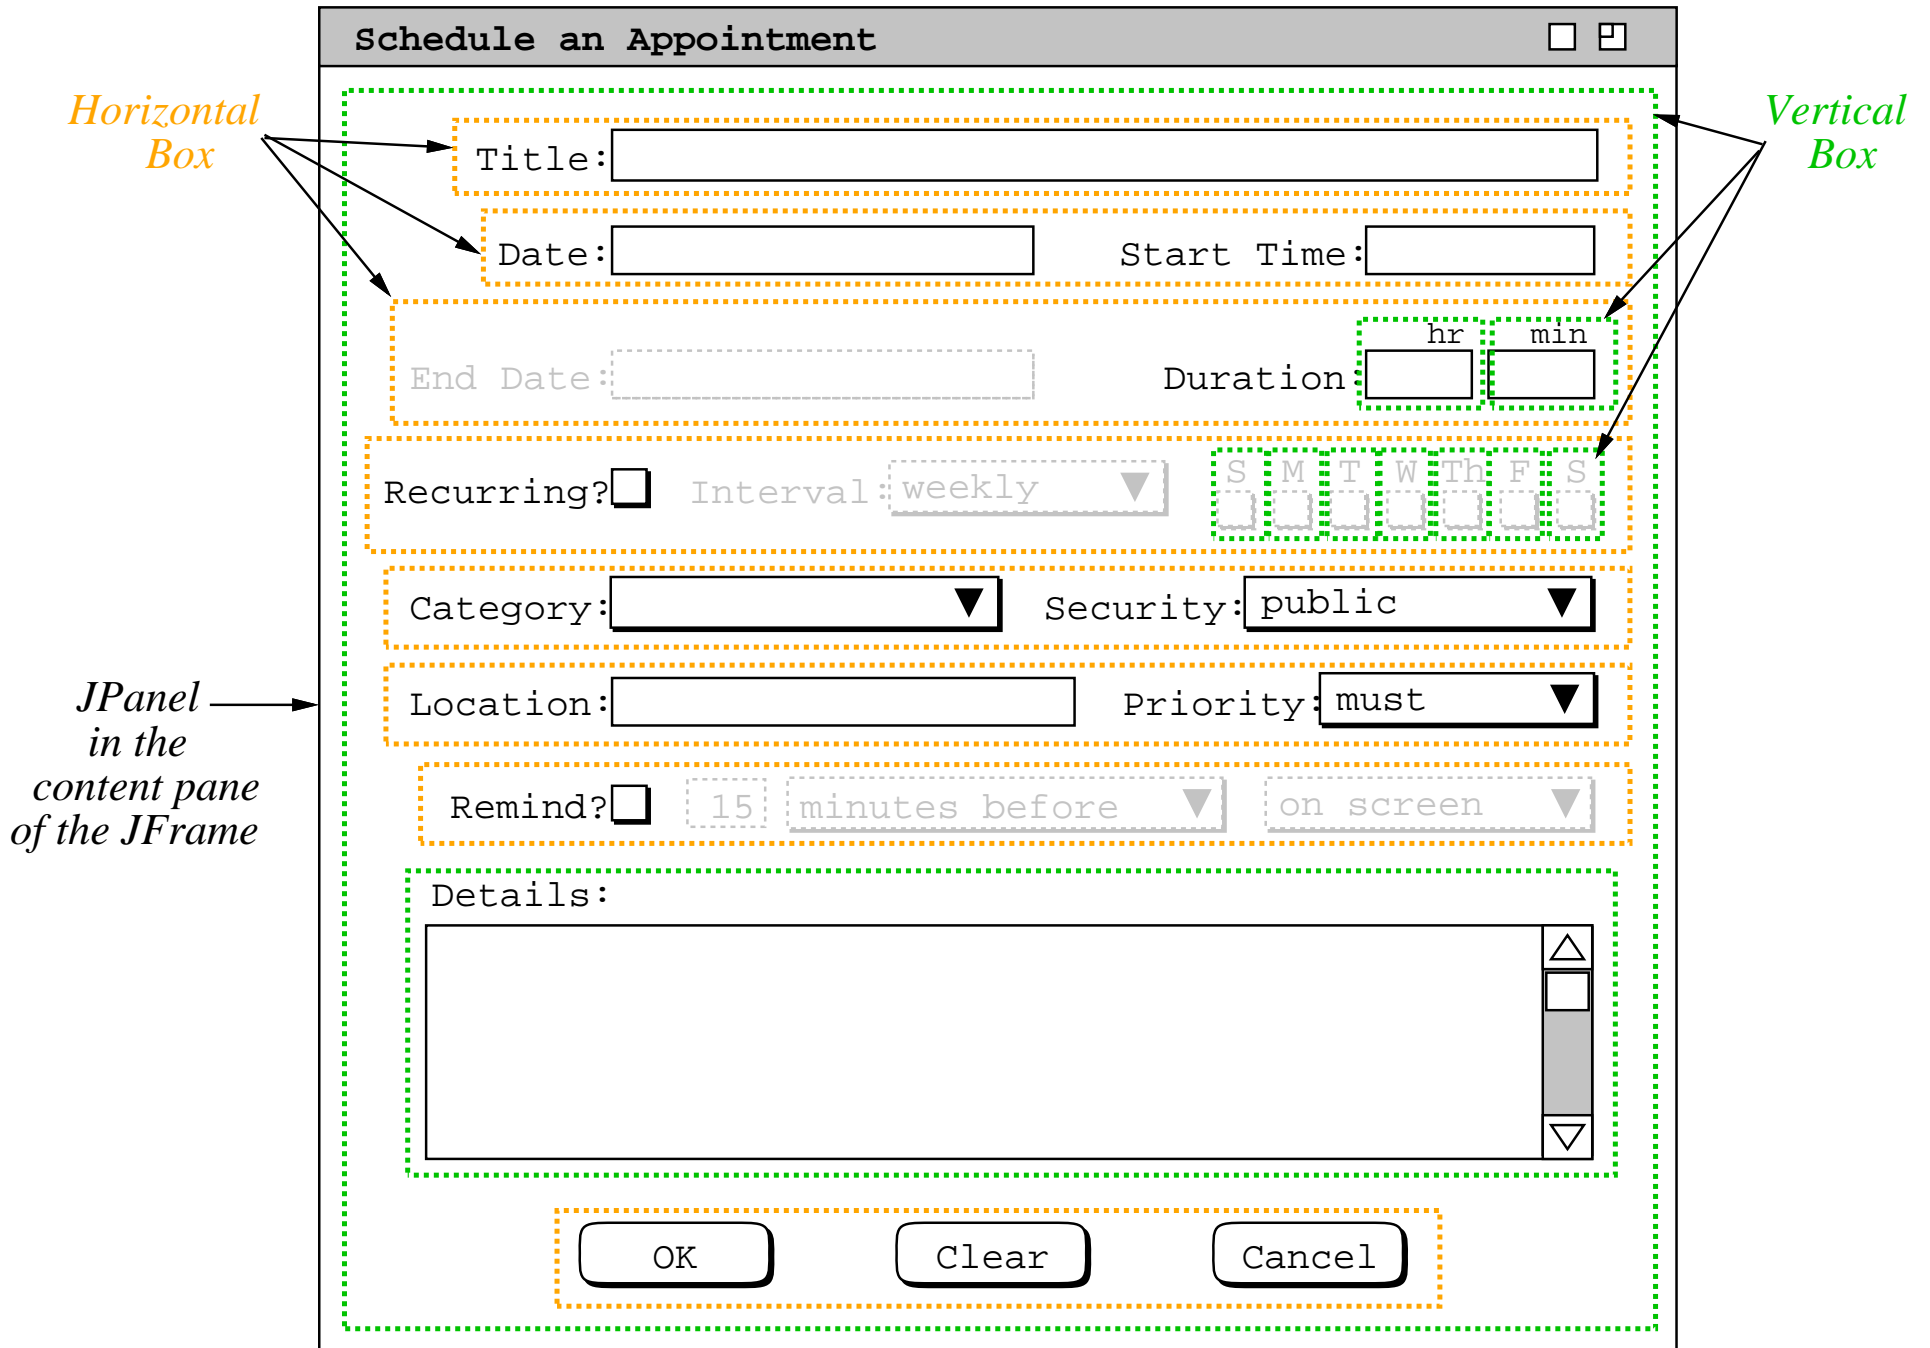 Schedule an Appointment
Horizontal
Box
Vertical
Box
Title:
Date: Start Time:
hr min
End Date: Duration:
S M T W Th F S
Recurring? Interval: weekly
Category: Security: public
JPanel
in the
content pane
of the JFrame
Location: Priority: must
Remind? 15 minutes before on screen
Details:
OK Clear Cancel